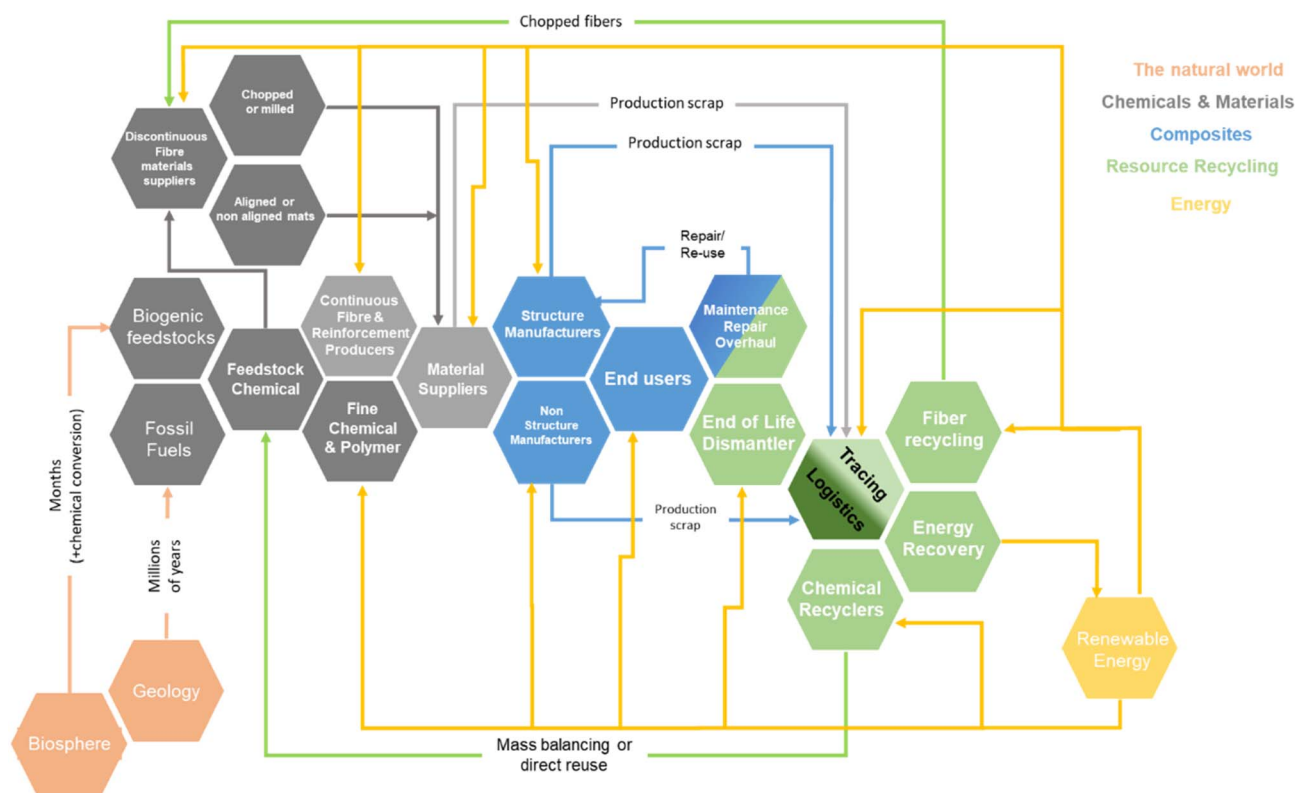 Chopped fibers
The natural world
Chemicals & Materials
Composites
Resource Recycling
Energy
Chopped
or milled
Production scrap
Discontinuous
Fibre
materials
suppliers
Production scrap
Aligned or
non aligned mats
Repair/
Re-use
Biogenic
feedstocks
Continuous
Fibre &
Reinforcement
Producers
Structure
Manufacturers
Maintenance
Repair
Overhaul
Feedstock
Chemical
Material
Suppliers
End users
Fossil
Fuels
Fine
Chemical
& Polymer
Non
Structure
Manufacturers
End of Life
Dismantler
Fiber
recycling
Tracing
Logistics
Months
(+chemical conversion)
Millions
of years
Production
scrap
Energy
Recovery
Chemical
Recyclers
Renewable
Energy
Geology
Biosphere
Mass balancing or
direct reuse